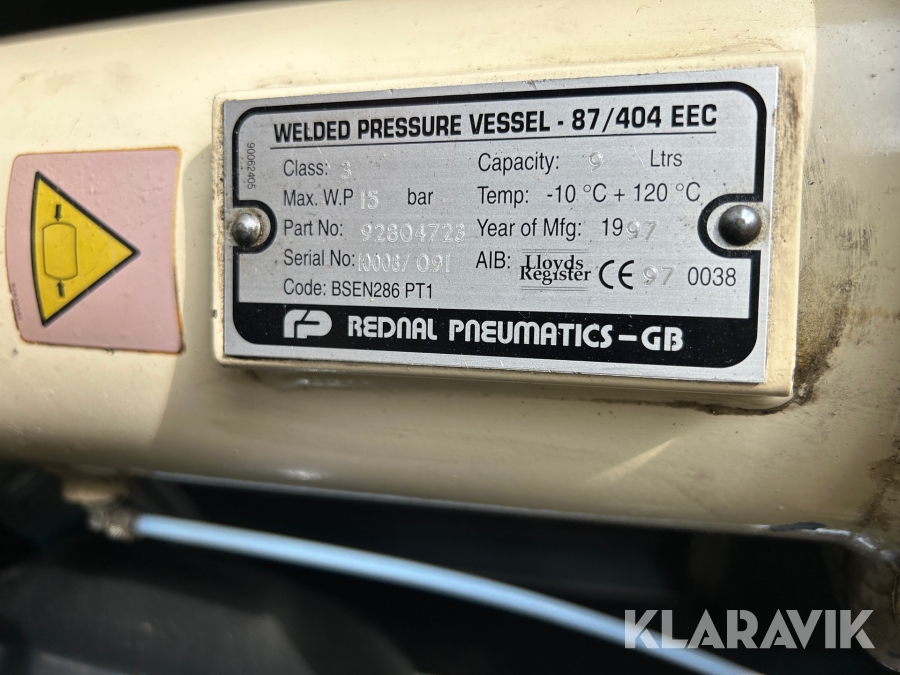 WELDED PRESSURE VESSEL - 87/404 EEC
90062405
Class: 3
Capacity: 9 Ltrs
Max. W.P 15 bar
Temp: -10 °C + 120 °C
Part No: 92804723
Year of Mfg: 1997
Serial No: 10008/091
AIB: Lloyds Register CE 97 0038
Code: BSEN286 PT1
rp REDNAL PNEUMATICS-GB
KLARAVIK